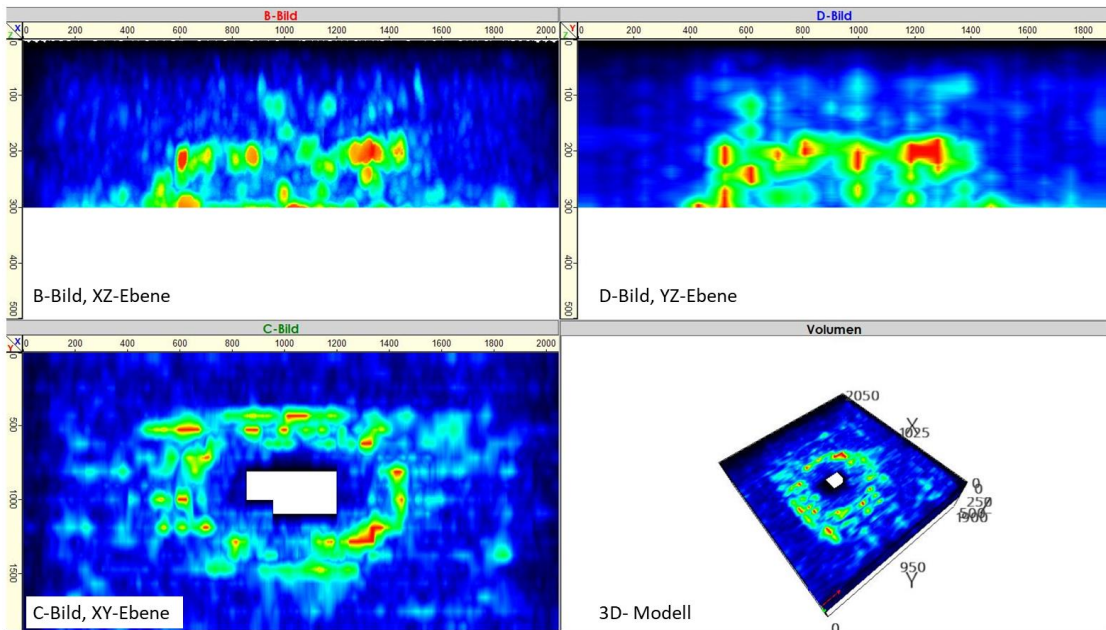 B-Bild
D-Bild
X
Z
0 200 400 600 800 1000 1200 1400 1600 1800 2000
Y
Z
0 200 400 600 800 1000 1200 1400 1600 1800
0
100
200
300
400
500
0
100
200
300
400
500
B-Bild, XZ-Ebene
D-Bild, YZ-Ebene
C-Bild
Volumen
X
Y
0 200 400 600 800 1000 1200 1400 1600 1800 2000
0
500
1000
1500
2050
X
1025
0
0
250
500
1900
950
Y
0
C-Bild, XY-Ebene
3D- Modell